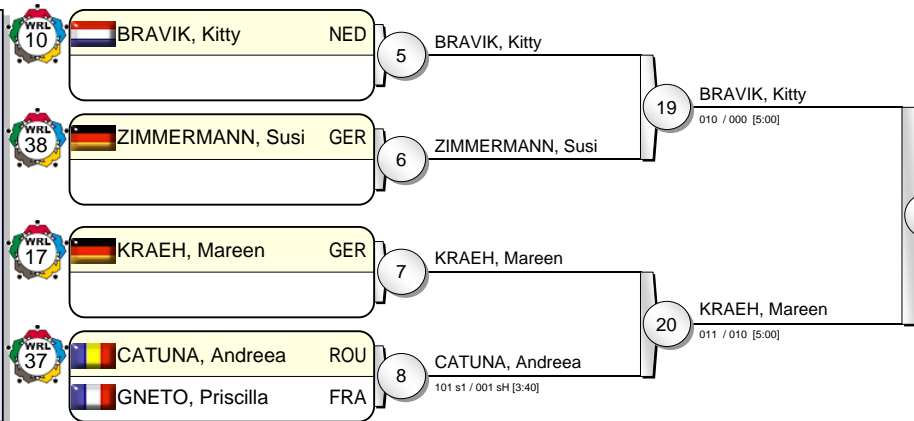 WRL
10
BRAVIK, Kitty NED
5
BRAVIK, Kitty
19
BRAVIK, Kitty
010 / 000 [5:00]
WRL
38
ZIMMERMANN, Susi GER
6
ZIMMERMANN, Susi
WRL
17
KRAEH, Mareen GER
7
KRAEH, Mareen
20
KRAEH, Mareen
011 / 010 [5:00]
WRL
37
CATUNA, Andreea ROU
GNETO, Priscilla FRA
8
CATUNA, Andreea
101 s1 / 001 sH [3:40]